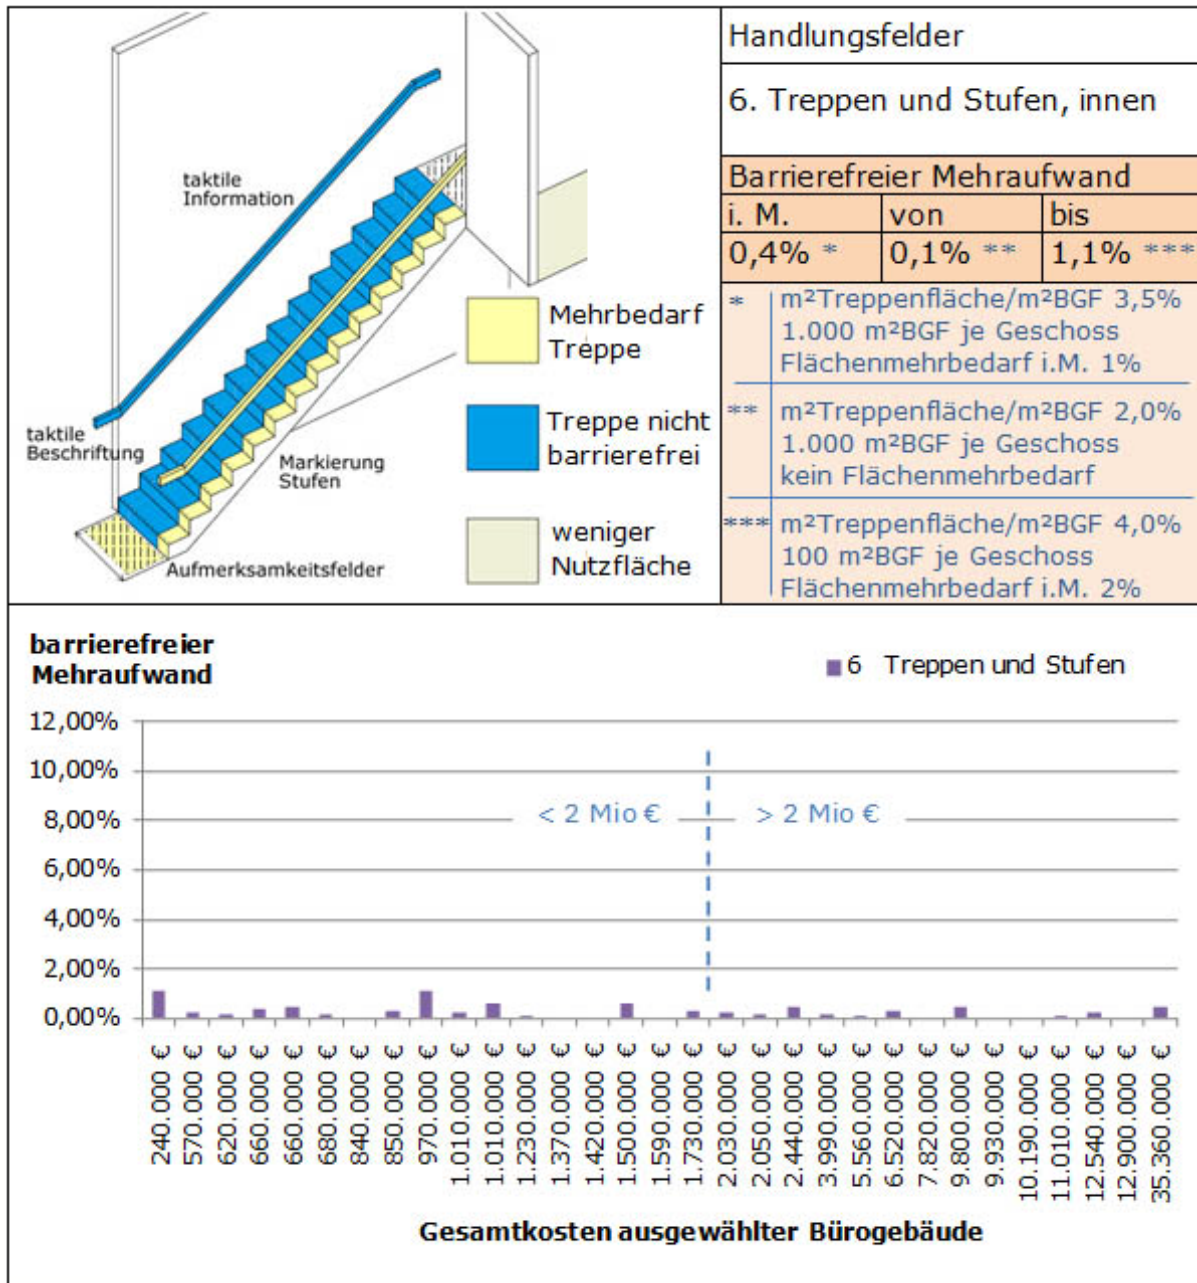 taktile
Information
taktile
Beschriftung
Markierung
Stufen
Aufmerksamkeitsfelder
Mehrbedarf
Treppe
Treppe nicht
barrierefrei
weniger
Nutzfläche
Handlungsfelder
6. Treppen und Stufen, innen
Barrierefreier Mehraufwand
i. M. von bis
0,4% * 0,1% ** 1,1% ***
* m²Treppenfläche/m²BGF 3,5%
1.000 m²BGF je Geschoss
Flächenmehrbedarf i.M. 1%
** m²Treppenfläche/m²BGF 2,0%
1.000 m²BGF je Geschoss
kein Flächenmehrbedarf
*** m²Treppenfläche/m²BGF 4,0%
100 m²BGF je Geschoss
Flächenmehrbedarf i.M. 2%
barrierefreier
Mehraufwand
6 Treppen und Stufen
12,00%
10,00%
8,00%
6,00%
4,00%
2,00%
0,00%
< 2 Mio €
> 2 Mio €
240.000 €
570.000 €
620.000 €
660.000 €
660.000 €
680.000 €
840.000 €
850.000 €
970.000 €
1.010.000 €
1.010.000 €
1.230.000 €
1.370.000 €
1.420.000 €
1.500.000 €
1.590.000 €
1.730.000 €
2.030.000 €
2.050.000 €
2.440.000 €
3.990.000 €
5.560.000 €
6.520.000 €
7.820.000 €
9.800.000 €
9.930.000 €
10.190.000 €
11.010.000 €
12.540.000 €
12.900.000 €
35.360.000 €
Gesamtkosten ausgewählter Bürogebäude